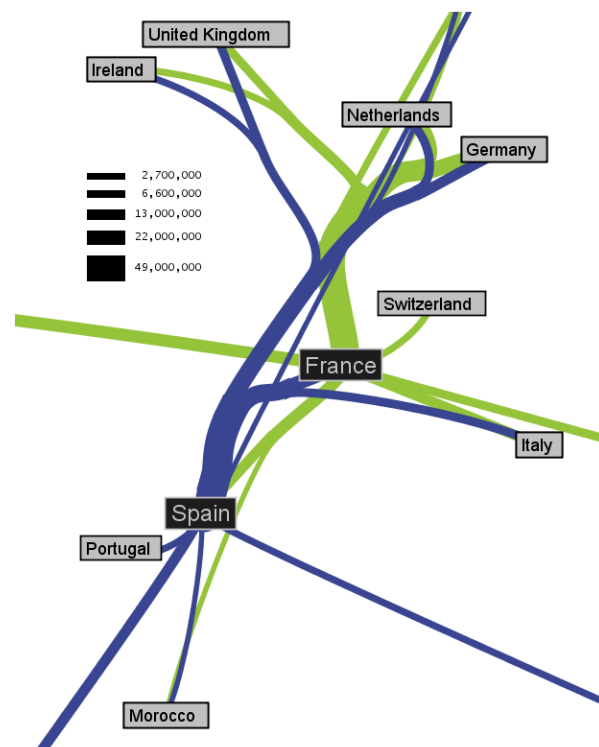 United Kingdom
Ireland
Netherlands
Germany
2,700,000
6,600,000
13,000,000
22,000,000
49,000,000
Switzerland
France
Italy
Spain
Portugal
Morocco